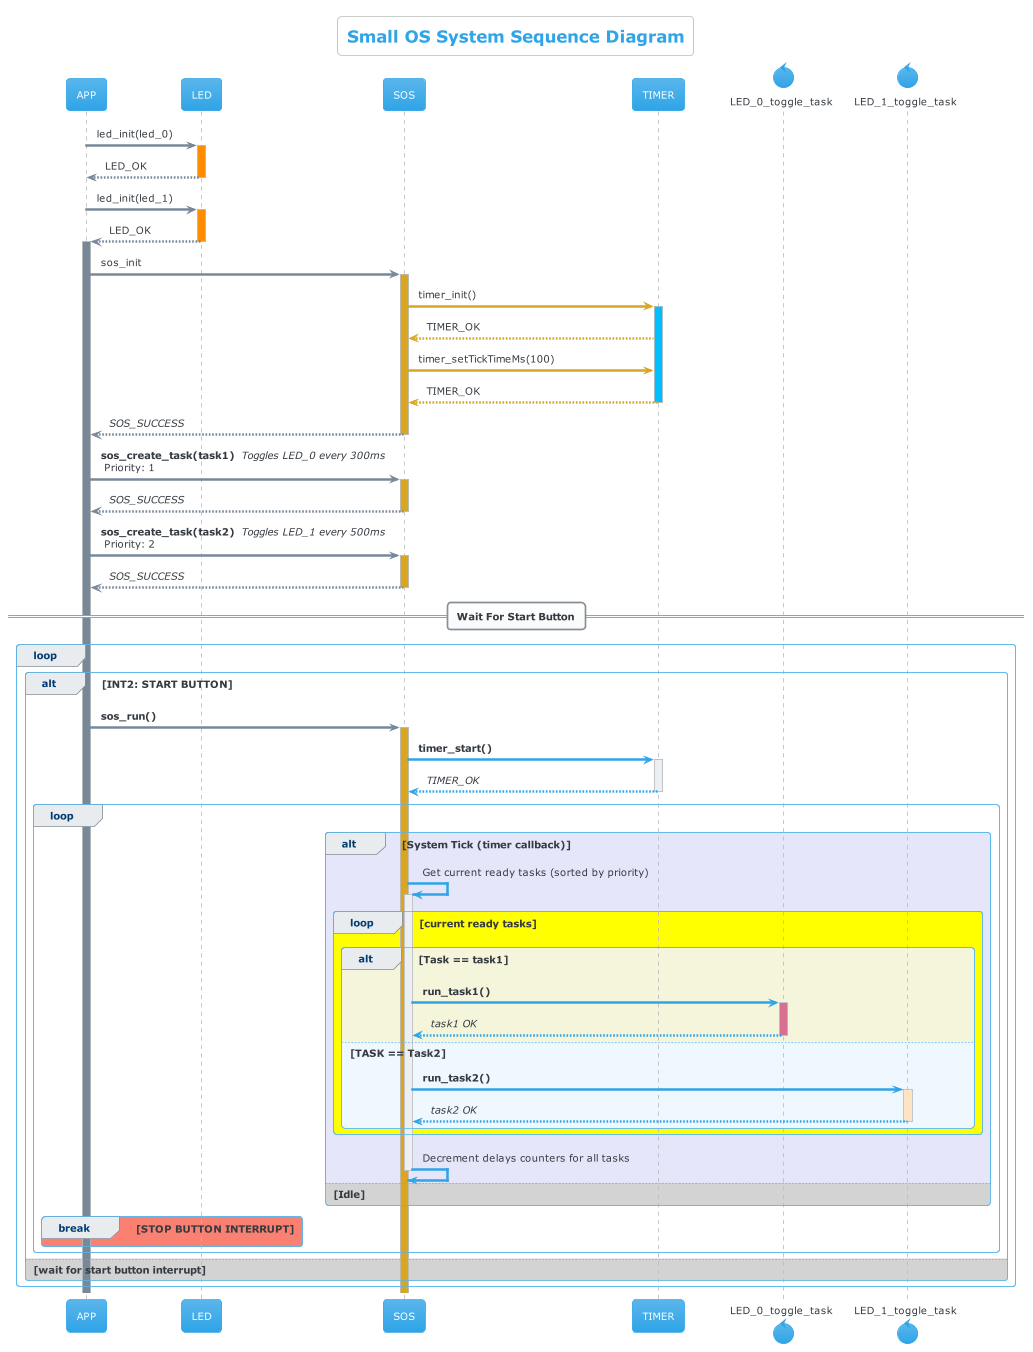 Small OS System Sequence Diagram
APP
LED
SOS
TIMER
LED_0_toggle_task
LED_1_toggle_task
led_init(led_0)
LED_OK
led_init(led_1)
LED_OK
sos_init
timer_init()
TIMER_OK
timer_setTickTimeMs(100)
TIMER_OK
SOS_SUCCESS
sos_create_task(task1) Toggles LED_0 every 300ms
Priority: 1
SOS_SUCCESS
sos_create_task(task2) Toggles LED_1 every 500ms
Priority: 2
SOS_SUCCESS
Wait For Start Button
loop
alt [INT2: START BUTTON]
sos_run()
timer_start()
TIMER_OK
loop
alt [System Tick (timer callback)]
Get current ready tasks (sorted by priority)
loop [current ready tasks]
alt [Task == task1]
run_task1()
task1 OK
[TASK == Task2]
run_task2()
task2 OK
Decrement delays counters for all tasks
[Idle]
break [STOP BUTTON INTERRUPT]
[wait for start button interrupt]
APP
LED
SOS
TIMER
LED_0_toggle_task
LED_1_toggle_task